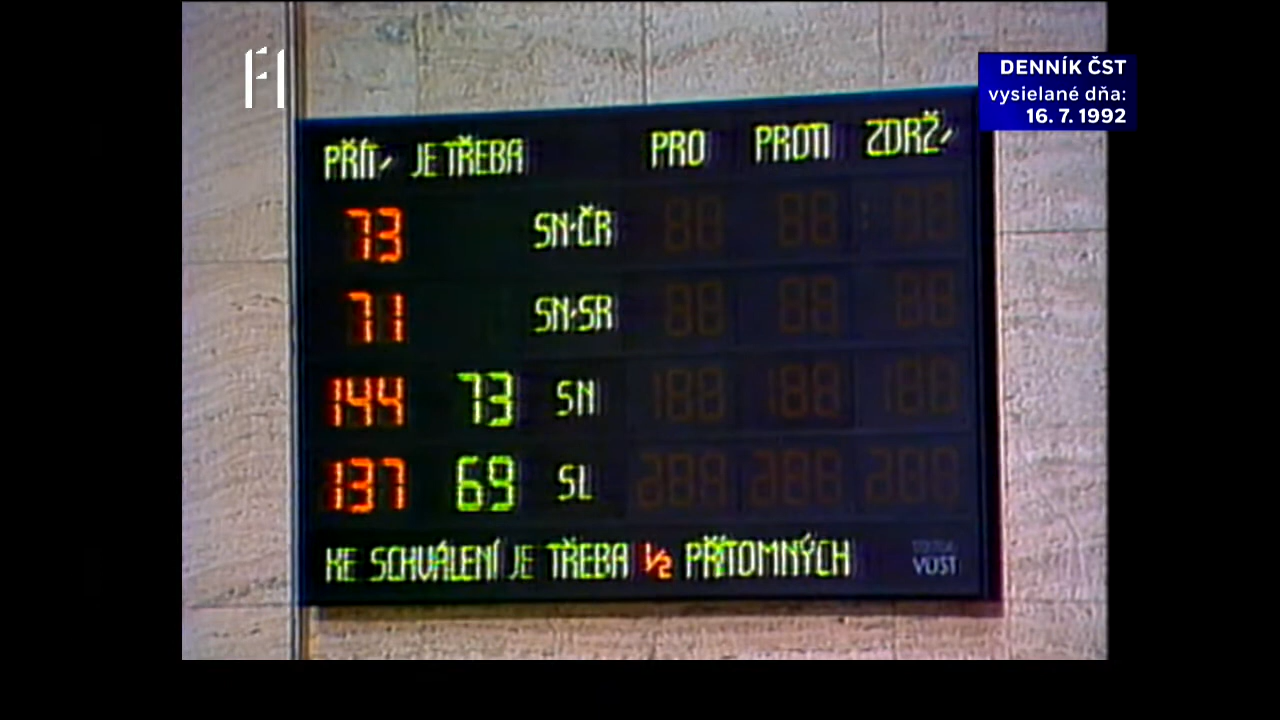 DENNÍK ČST
vysielané dňa:
16. 7. 1992
PŘÍT. JE TŘEBA PRO PROTI ZDRŽ.
73 SN-ČR
71 SN-SR
144 73 SN
137 69 SL
KE SCHVÁLENÍ JE TŘEBA 1/2 PŘÍTOMNÝCH
VÚST